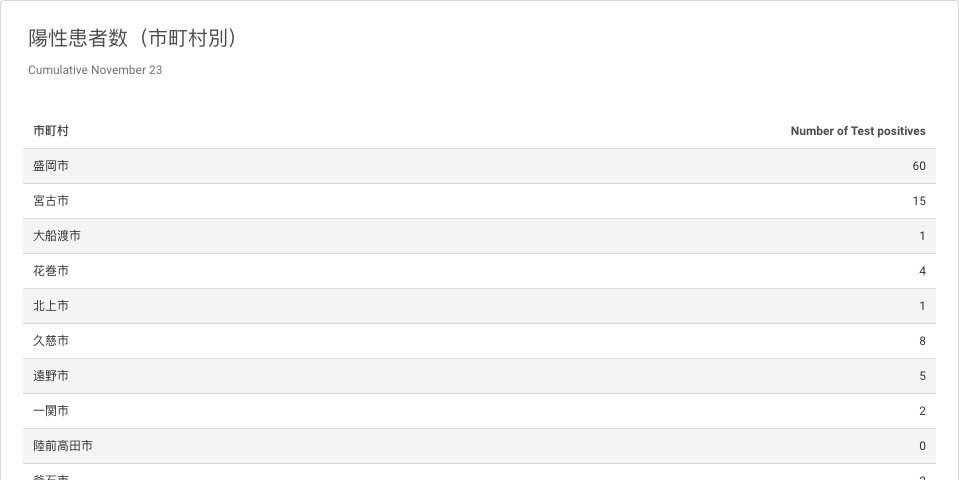 陽性患者数（市町村別）
Cumulative November 23
市町村 Number of Test positives
盛岡市 60
宮古市 15
大船渡市 1
花巻市 4
北上市 1
久慈市 8
遠野市 5
一関市 2
陸前高田市 0